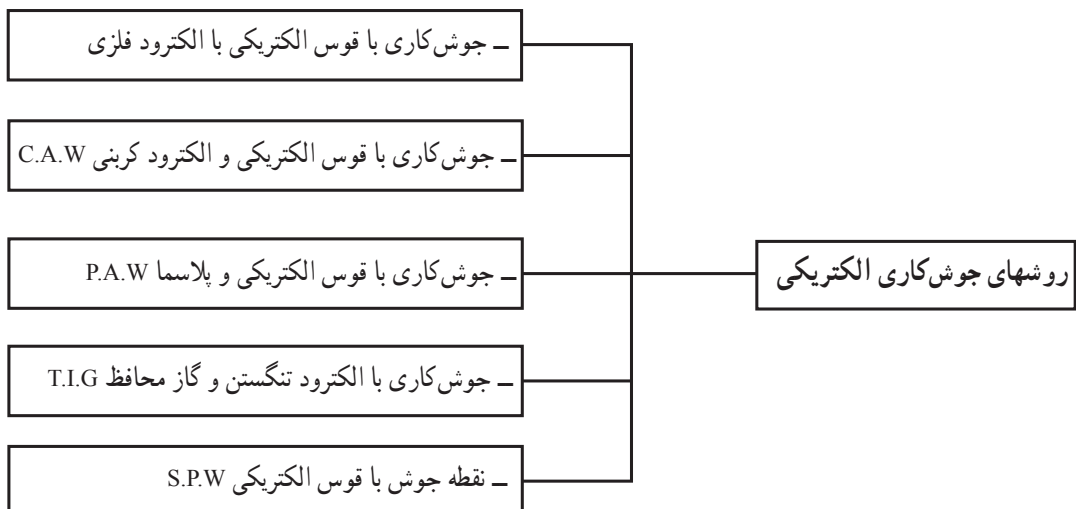 روشهای جوش‌کاری الکتریکی
ـ جوش‌کاری با قوس الکتریکی با الکترود فلزی
ـ جوش‌کاری با قوس الکتریکی و الکترود کربنی C.A.W
ـ جوش‌کاری با قوس الکتریکی و پلاسما P.A.W
ـ جوش‌کاری با الکترود تنگستن و گاز محافظ T.I.G
ـ نقطه جوش با قوس الکتریکی S.P.W